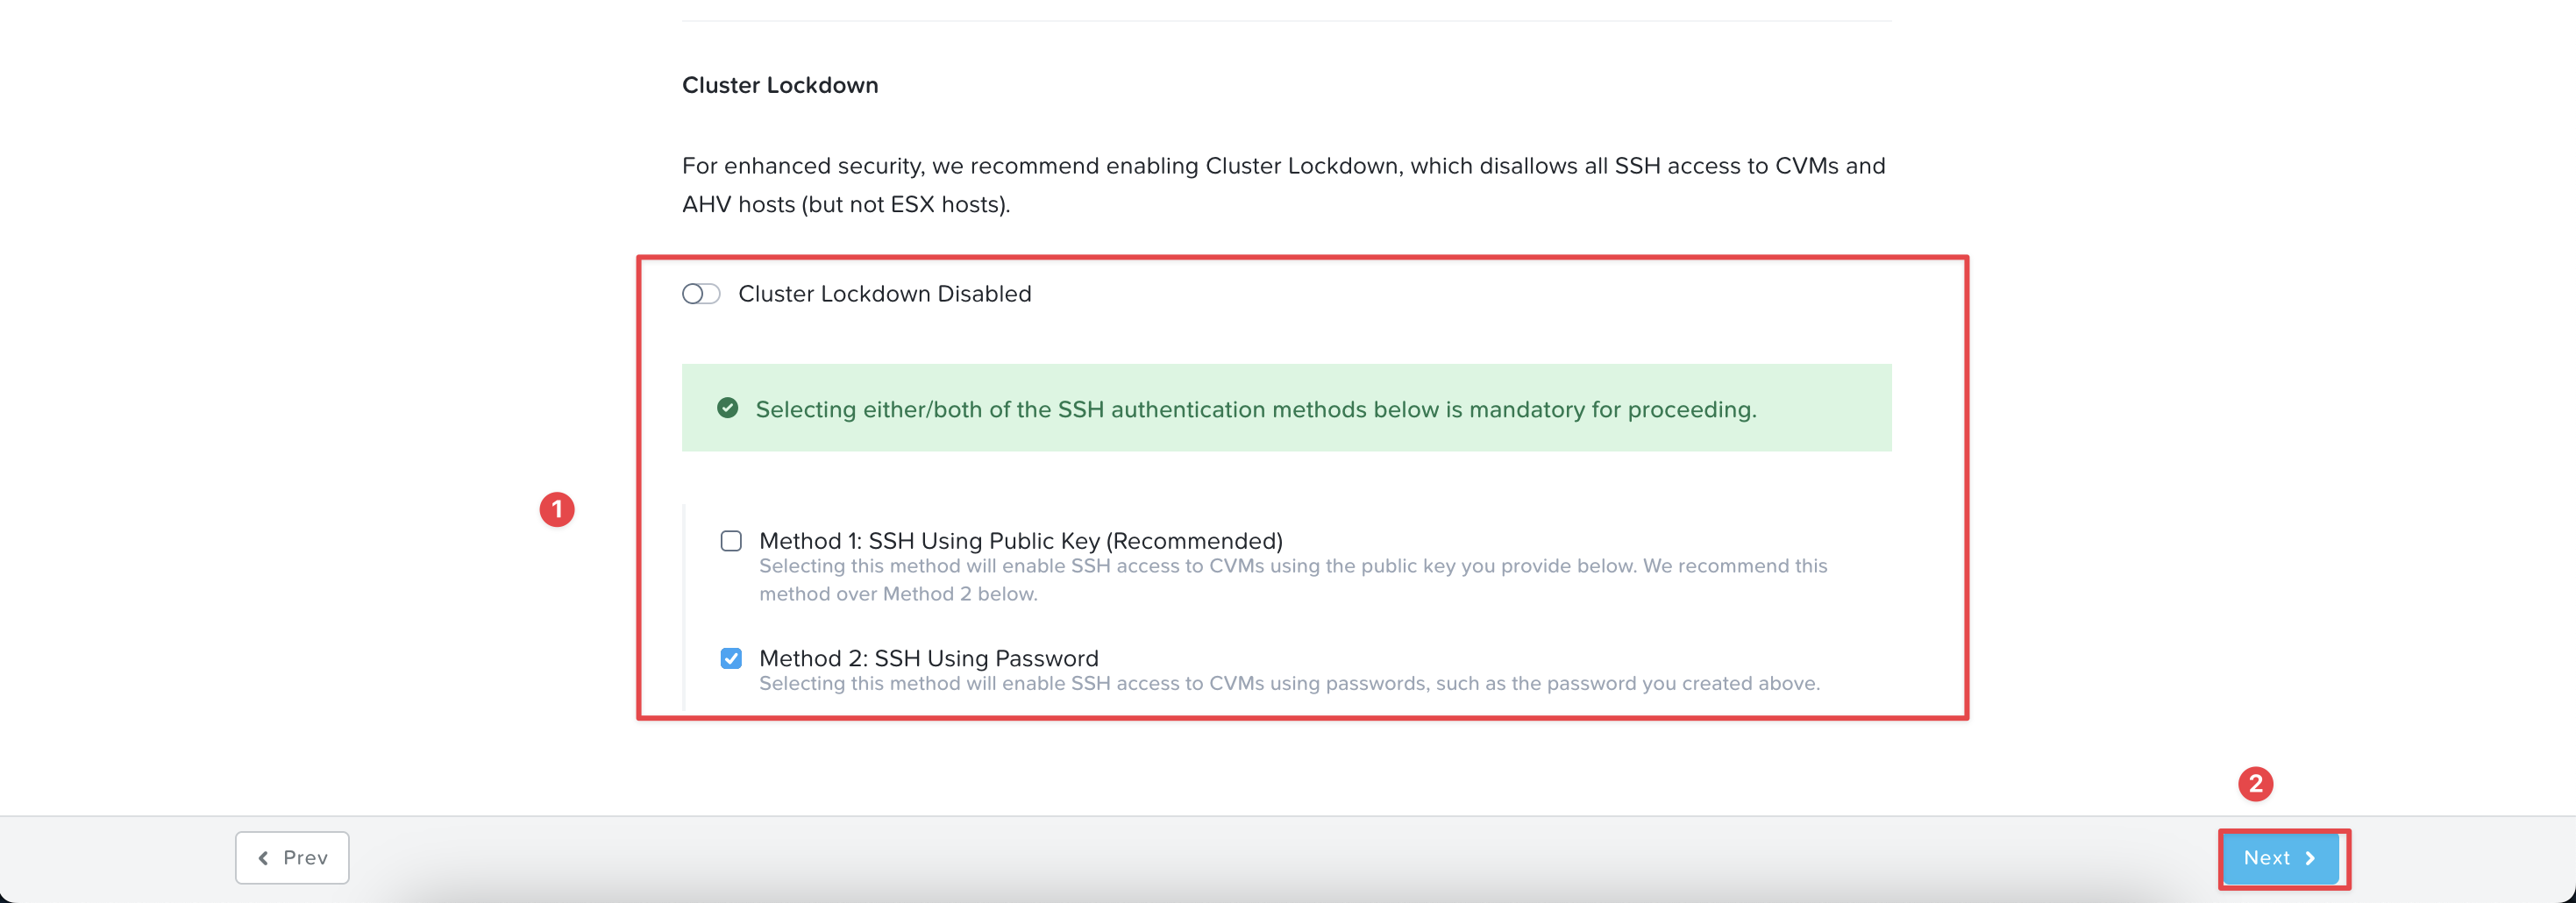 Cluster Lockdown
For enhanced security, we recommend enabling Cluster Lockdown, which disallows all SSH access to CVMs and
AHV hosts (but not ESX hosts).
Cluster Lockdown Disabled
Selecting either/both of the SSH authentication methods below is mandatory for proceeding.
1
Method 1: SSH Using Public Key (Recommended)
Selecting this method will enable SSH access to CVMs using the public key you provide below. We recommend this
method over Method 2 below.
Method 2: SSH Using Password
Selecting this method will enable SSH access to CVMs using passwords, such as the password you created above.
2
Prev
Next